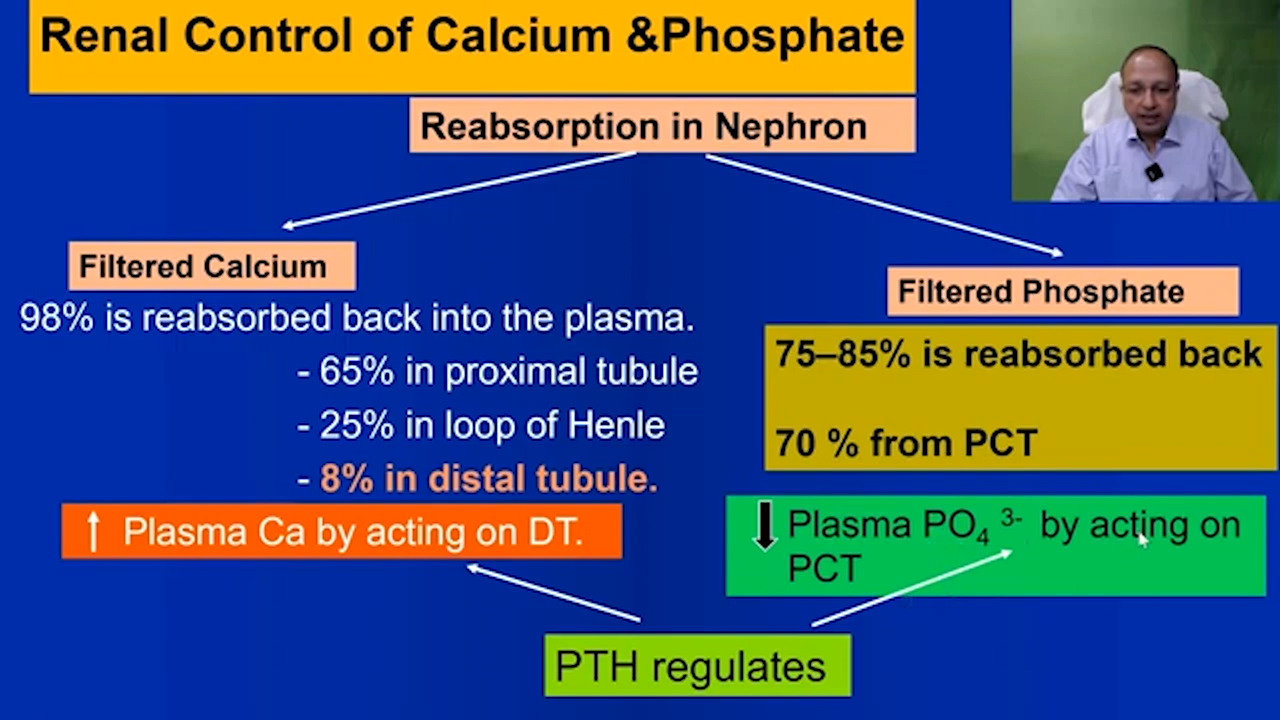 Renal Control of Calcium &Phosphate
Reabsorption in Nephron
Filtered Calcium
98% is reabsorbed back into the plasma.
- 65% in proximal tubule
- 25% in loop of Henle
- 8% in distal tubule.
↑ Plasma Ca by acting on DT.
Filtered Phosphate
75–85% is reabsorbed back
70 % from PCT
Plasma PO₄ ³⁻ by acting on
PCT
PTH regulates